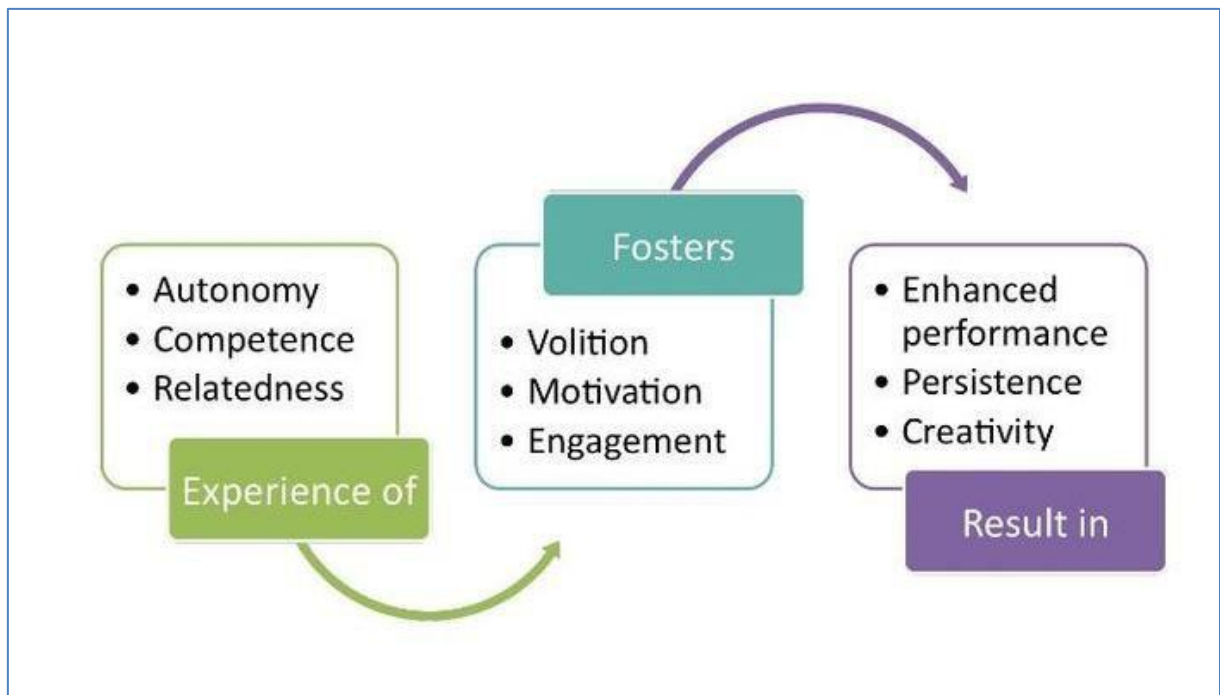 • Autonomy
• Competence
• Relatedness
Experience of
Fosters
• Volition
• Motivation
• Engagement
• Enhanced
performance
• Persistence
• Creativity
Result in